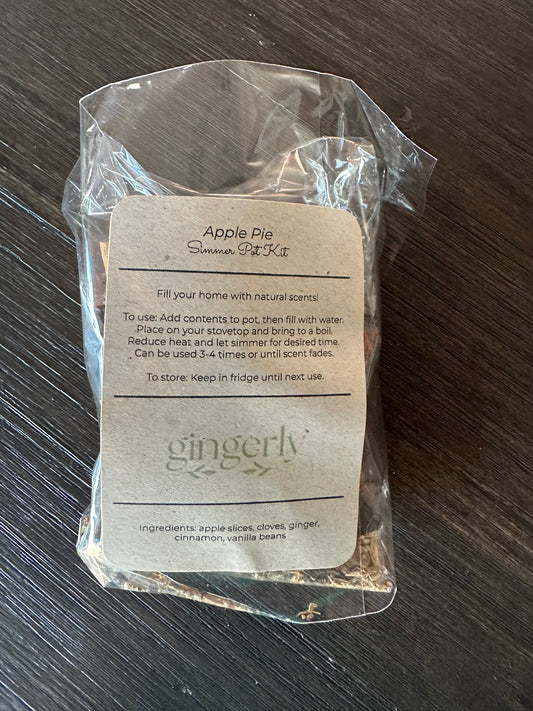 Apple Pie
Simmer Pot Kit
Fill your home with natural scents!
To use: Add contents to pot, then fill with water.
Place on your stovetop and bring to a boil.
Reduce heat and let simmer for desired time.
Can be used 3-4 times or until scent fades.
To store: Keep in fridge until next use.
gingerly
Ingredients: apple slices, cloves, ginger,
cinnamon, vanilla beans